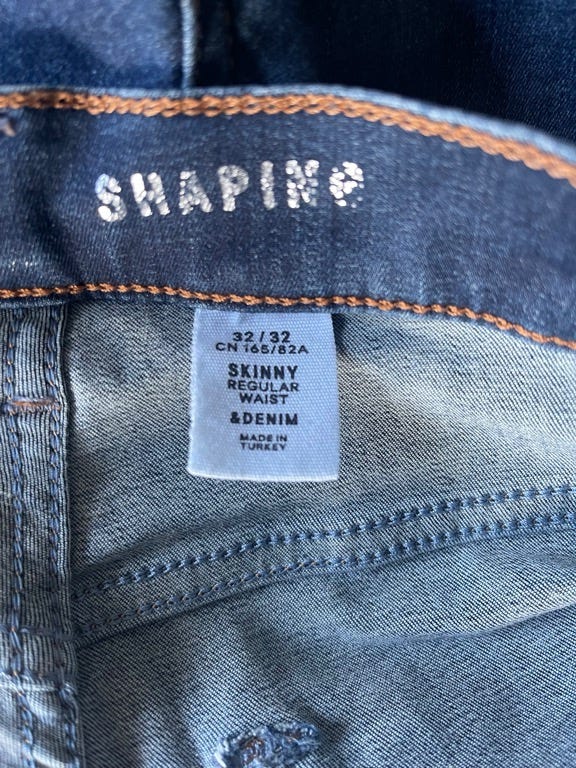 SHAPING
32/32
CN 165/82A
SKINNY
REGULAR
WAIST
&DENIM
MADE IN
TURKEY